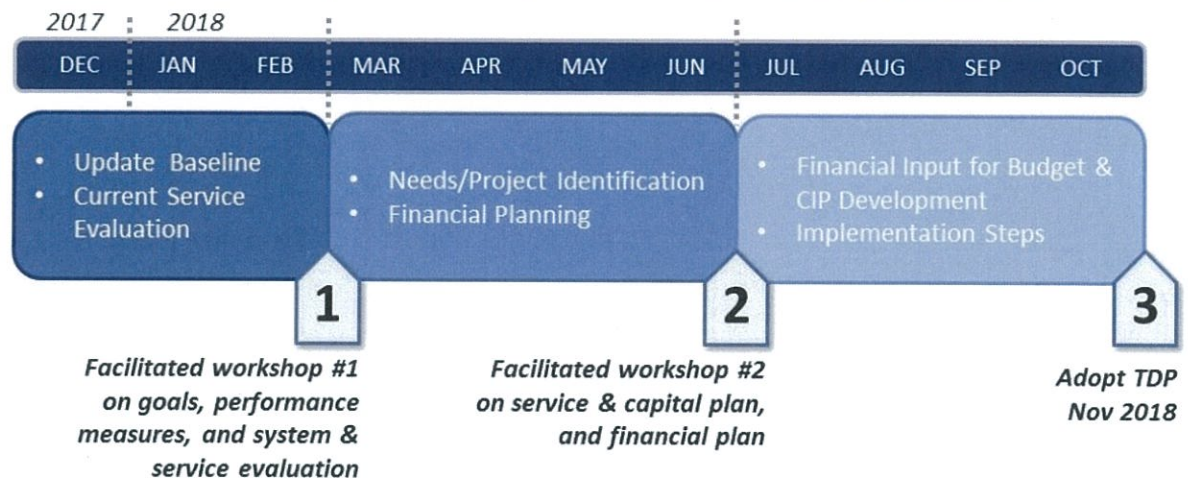 2017 2018
DEC JAN FEB MAR APR MAY JUN JUL AUG SEP OCT
• Update Baseline
• Current Service
Evaluation
• Needs/Project Identification
• Financial Planning
• Financial Input for Budget &
CIP Development
• Implementation Steps
1
2
3
Facilitated workshop #1
on goals, performance
measures, and system &
service evaluation
Facilitated workshop #2
on service & capital plan,
and financial plan
Adopt TDP
Nov 2018